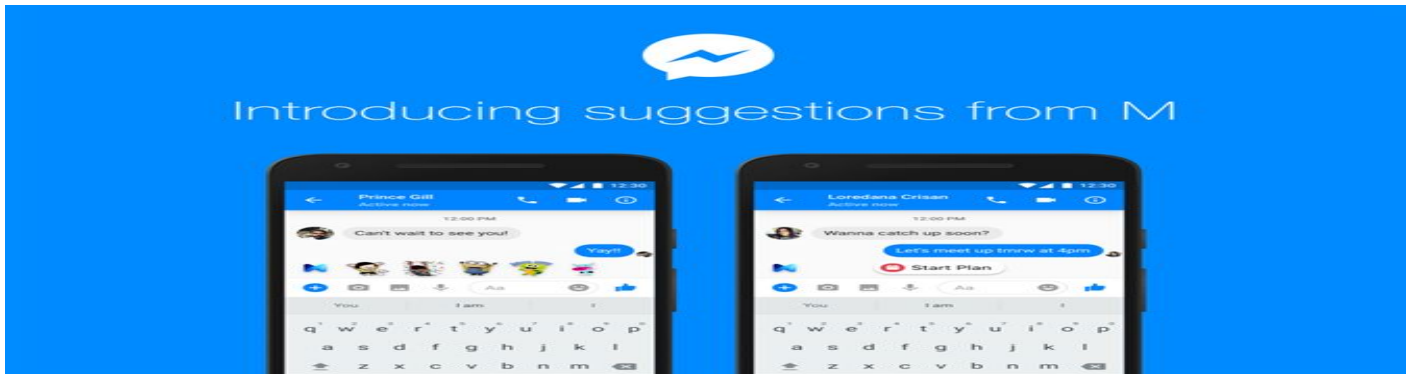 Introducing suggestions from M
12:30
Prince Gill
Active now
12:00 PM
Can't wait to see you!
Yay!!
Aa
You I am I
q w e r t y u i o p
a s d f g h j k l
z x c v b n m
12:30
Loredana Crisan
Active now
12:00 PM
Wanna catch up soon?
Let's meet up tmrw at 4pm
Start Plan
Aa
You I am I
q w e r t y u i o p
a s d f g h j k l
z x c v b n m